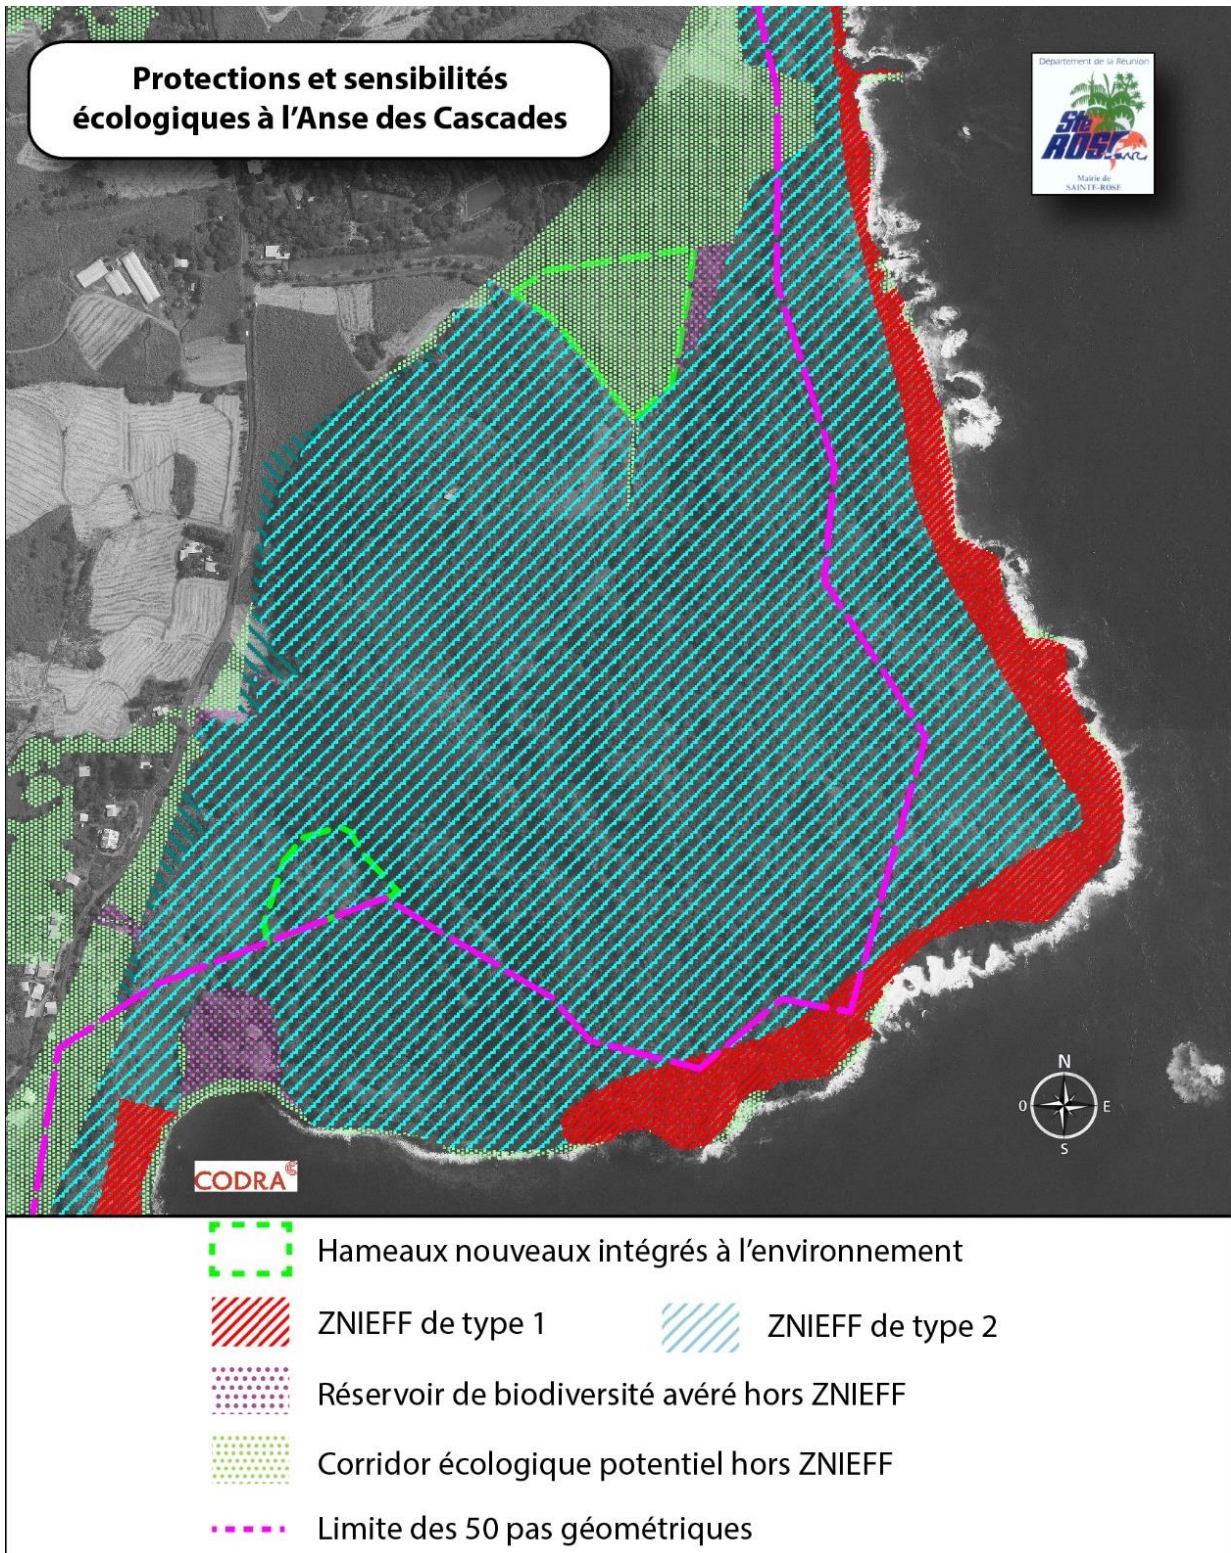 Protections et sensibilités
écologiques à l'Anse des Cascades
Département de la Réunion
Ste
ROSE
Mairie de
SAINTE-ROSE
N
O
E
S
CODRA
Hameaux nouveaux intégrés à l'environnement
ZNIEFF de type 1
ZNIEFF de type 2
Réservoir de biodiversité avéré hors ZNIEFF
Corridor écologique potentiel hors ZNIEFF
Limite des 50 pas géométriques